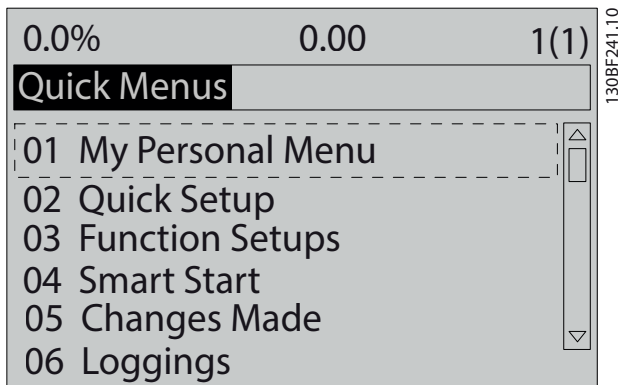 0.0% 0.00 1(1)
Quick Menus
01 My Personal Menu
02 Quick Setup
03 Function Setups
04 Smart Start
05 Changes Made
06 Loggings
130BF241.10